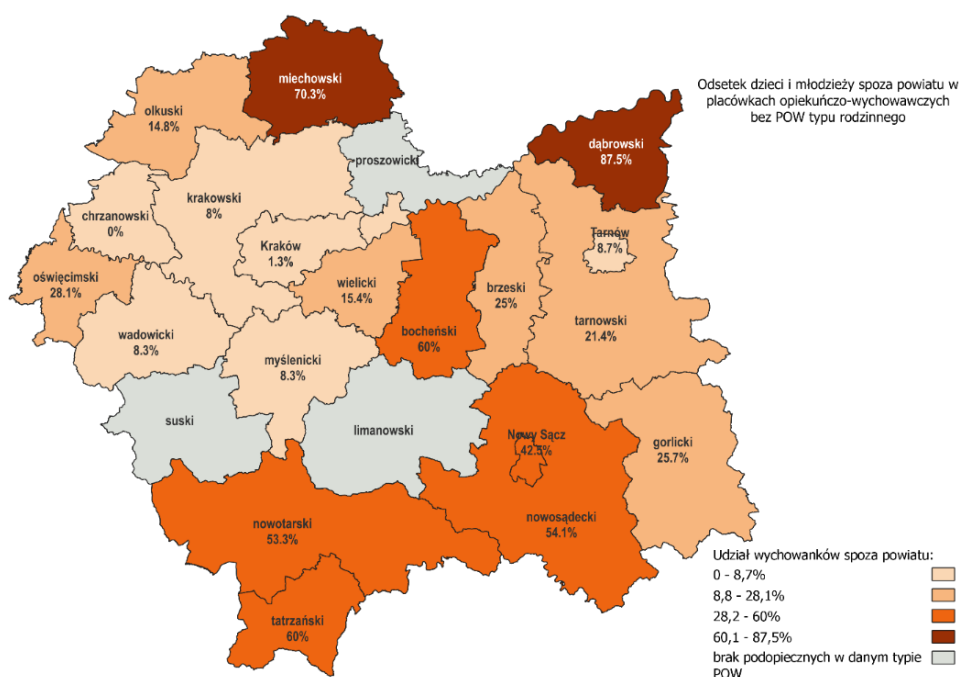 Odsetek dzieci i młodzieży spoza powiatu w
placówkach opiekuńczo-wychowawczych
bez POW typu rodzinnego
miechowski
70.3%
olkuski
14.8%
proszowicki
dąbrowski
87.5%
krakowski
8%
chrzanowski
0%
Kraków
1.3%
Tarnów
8.7%
oświęcimski
28.1%
wielicki
15.4%
brzeski
25%
bocheński
60%
tarnowski
21.4%
wadowicki
8.3%
myślenicki
8.3%
suski
limanowski
Nowy Sącz
42.5%
gorlicki
25.7%
nowotarski
53.3%
nowosądecki
54.1%
tatrzański
60%
Udział wychowanków spoza powiatu:
0 - 8,7%
8,8 - 28,1%
28,2 - 60%
60,1 - 87,5%
brak podopiecznych w danym typie
POW